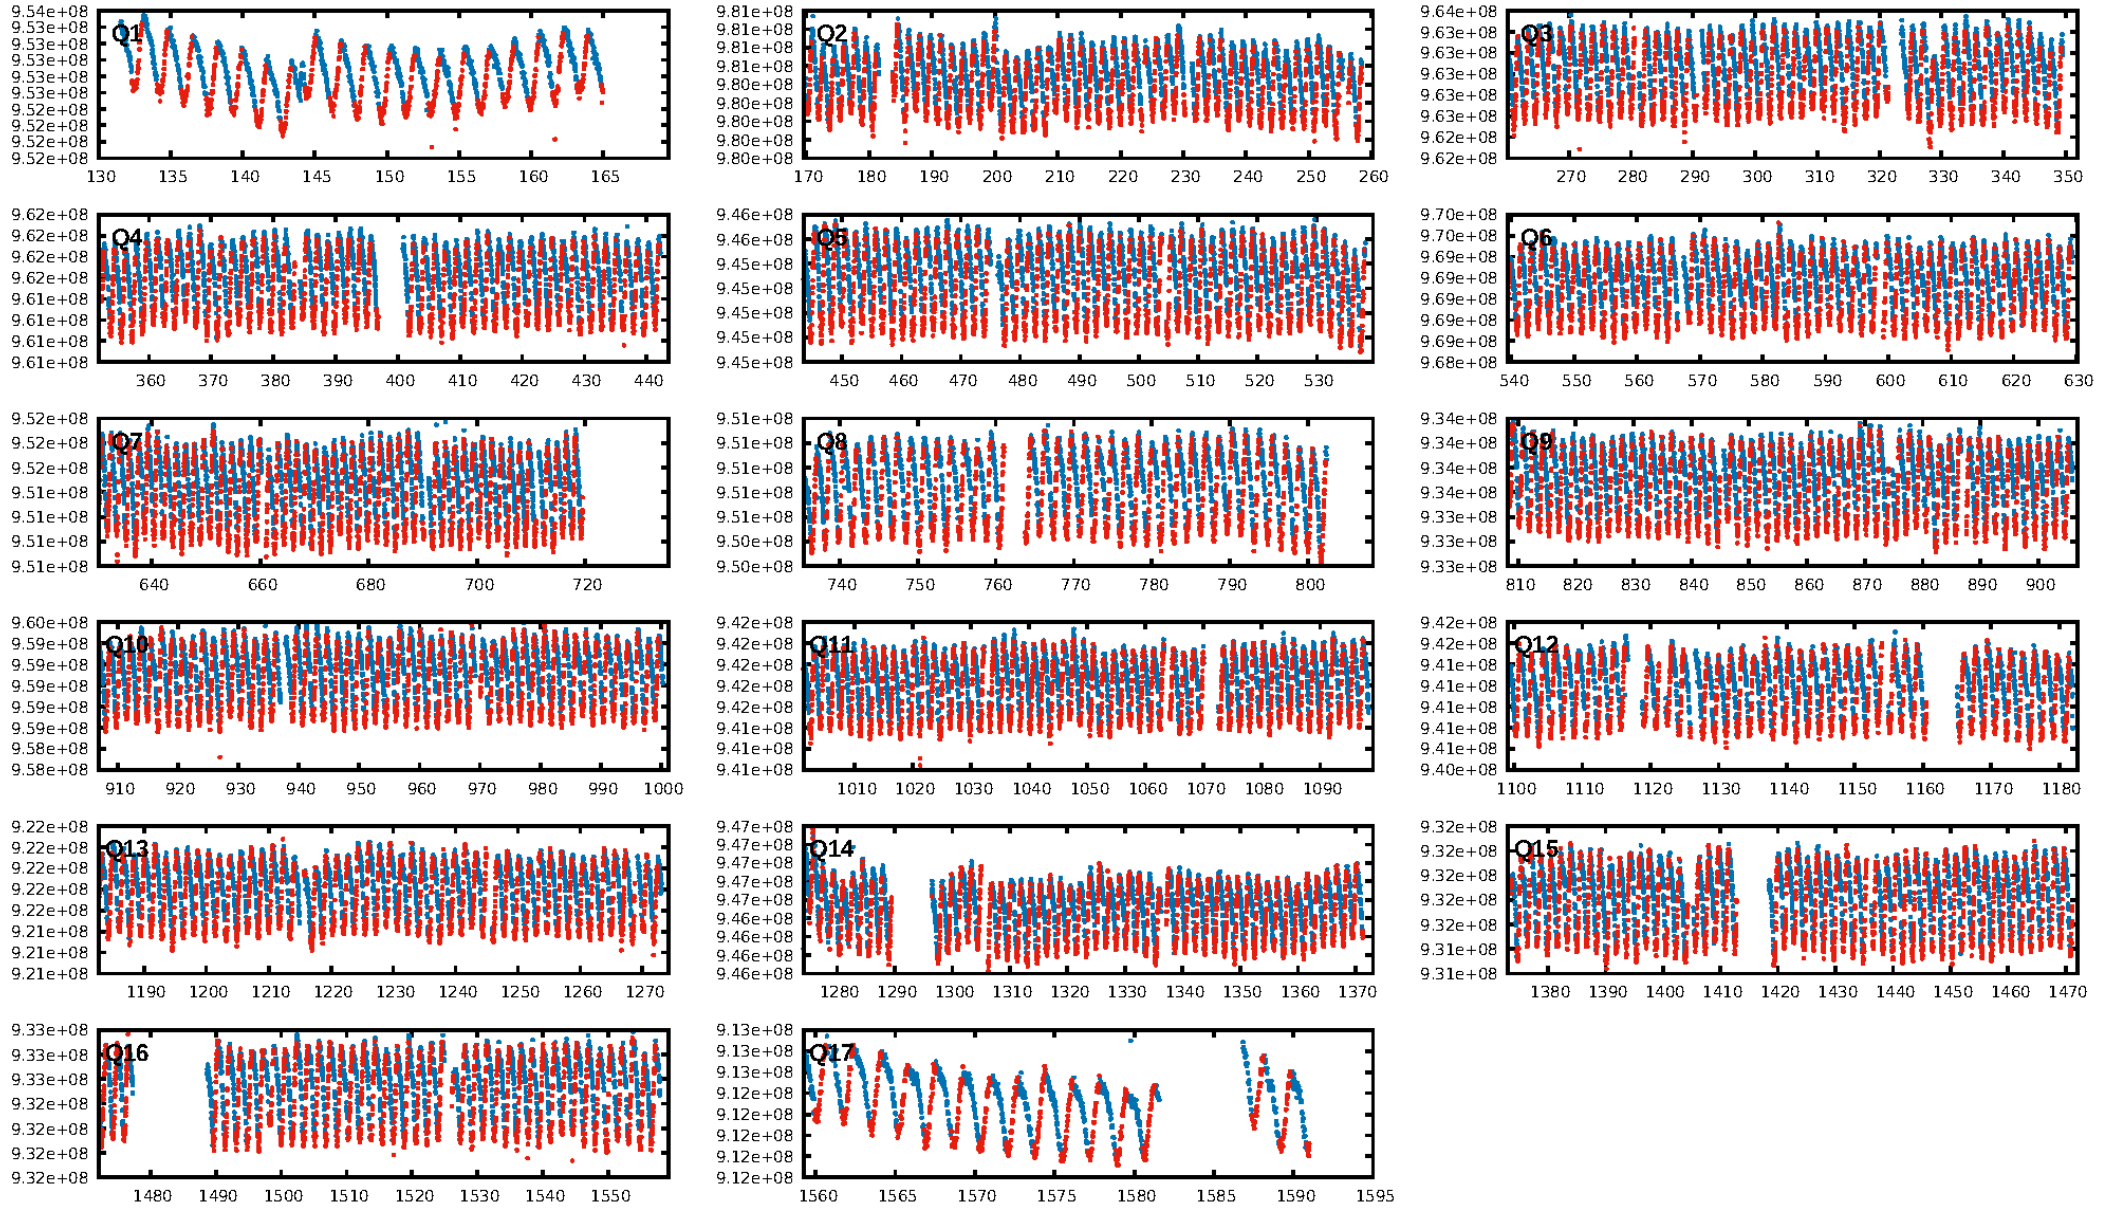 9.54e+08 9.53e+08 9.53e+08 9.53e+08 9.53e+08 9.53e+08 9.52e+08 9.52e+08 9.52e+08 9.52e+08
Q1
130 135 140 145 150 155 160 165
9.81e+08 9.81e+08 9.81e+08 9.81e+08 9.80e+08 9.80e+08 9.80e+08 9.80e+08 9.80e+08
Q2
170 180 190 200 210 220 230 240 250 260
9.64e+08 9.63e+08 9.63e+08 9.63e+08 9.63e+08 9.63e+08 9.62e+08 9.62e+08
Q3
270 280 290 300 310 320 330 340 350
9.62e+08 9.62e+08 9.62e+08 9.62e+08 9.61e+08 9.61e+08 9.61e+08 9.61e+08
Q4
360 370 380 390 400 410 420 430 440
9.46e+08 9.46e+08 9.45e+08 9.45e+08 9.45e+08 9.45e+08 9.45e+08
Q5
450 460 470 480 490 500 510 520 530
9.70e+08 9.70e+08 9.69e+08 9.69e+08 9.69e+08 9.69e+08 9.69e+08 9.68e+08
Q6
540 550 560 570 580 590 600 610 620 630
9.52e+08 9.52e+08 9.52e+08 9.51e+08 9.51e+08 9.51e+08 9.51e+08
Q7
640 660 680 700 720
9.51e+08 9.51e+08 9.51e+08 9.51e+08 9.51e+08 9.50e+08 9.50e+08
Q8
740 750 760 770 780 790 800
9.34e+08 9.34e+08 9.34e+08 9.34e+08 9.33e+08 9.33e+08 9.33e+08
Q9
810 820 830 840 850 860 870 880 890 900
9.60e+08 9.59e+08 9.59e+08 9.59e+08 9.59e+08 9.59e+08 9.58e+08 9.58e+08
Q10
910 920 930 940 950 960 970 980 990 1000
9.42e+08 9.42e+08 9.42e+08 9.42e+08 9.42e+08 9.41e+08 9.41e+08 9.41e+08
Q11
1010 1020 1030 1040 1050 1060 1070 1080 1090
9.42e+08 9.42e+08 9.41e+08 9.41e+08 9.41e+08 9.41e+08 9.41e+08 9.40e+08
Q12
1100 1110 1120 1130 1140 1150 1160 1170 1180
9.22e+08 9.22e+08 9.22e+08 9.22e+08 9.22e+08 9.21e+08 9.21e+08 9.21e+08
Q13
1190 1200 1210 1220 1230 1240 1250 1260 1270
9.47e+08 9.47e+08 9.47e+08 9.47e+08 9.47e+08 9.46e+08 9.46e+08 9.46e+08 9.46e+08
Q14
1280 1290 1300 1310 1320 1330 1340 1350 1360 1370
9.32e+08 9.32e+08 9.32e+08 9.32e+08 9.32e+08 9.31e+08 9.31e+08
Q15
1380 1390 1400 1410 1420 1430 1440 1450 1460 1470
9.33e+08 9.33e+08 9.33e+08 9.32e+08 9.32e+08 9.32e+08 9.32e+08
Q16
1480 1490 1500 1510 1520 1530 1540 1550
9.13e+08 9.13e+08 9.13e+08 9.12e+08 9.12e+08 9.12e+08 9.12e+08 9.12e+08
Q17
1560 1565 1570 1575 1580 1585 1590 1595